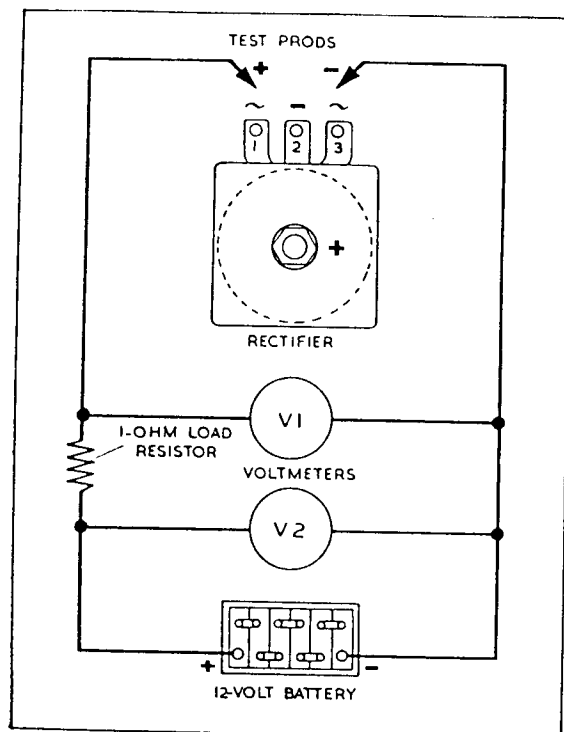 TEST PRODS
+ −
~ − ~
1 2 3
+
RECTIFIER
V1
1-OHM LOAD
RESISTOR
VOLTMETERS
V2
+ −
12-VOLT BATTERY